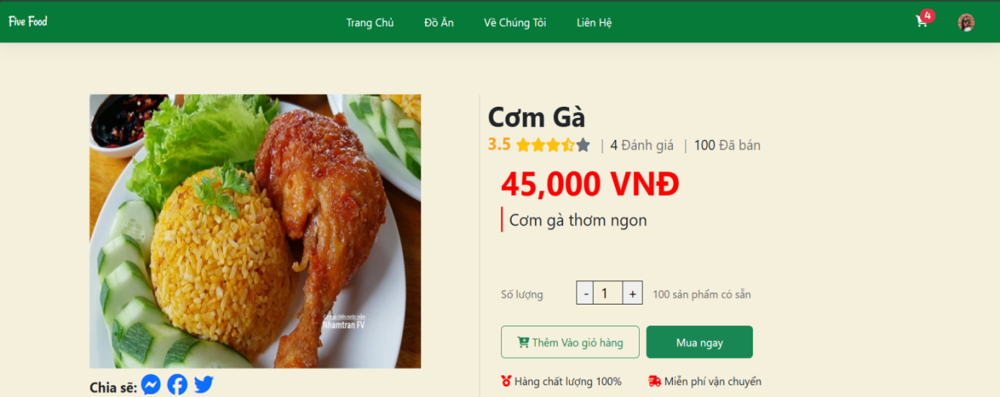 Five Food
Trang Chủ Đồ Ăn Về Chúng Tôi Liên Hệ
4
Cơm Gà
3.5 | 4 Đánh giá | 100 Đã bán
45,000 VNĐ
Cơm gà thơm ngon
Số lượng - 1 + 100 sản phẩm có sẵn
Thêm Vào giỏ hàng Mua ngay
Hàng chất lượng 100% Miễn phí vận chuyển
Nhamtran FV
Chia sẽ: